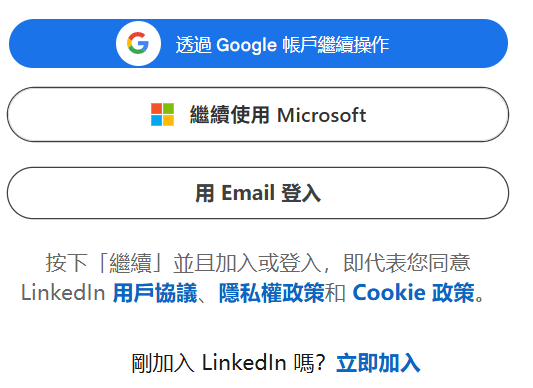 透過 Google 帳戶繼續操作
繼續使用 Microsoft
用 Email 登入
按下「繼續」並且加入或登入，即代表您同意
LinkedIn 用戶協議、隱私權政策和 Cookie 政策。
剛加入 LinkedIn 嗎？立即加入